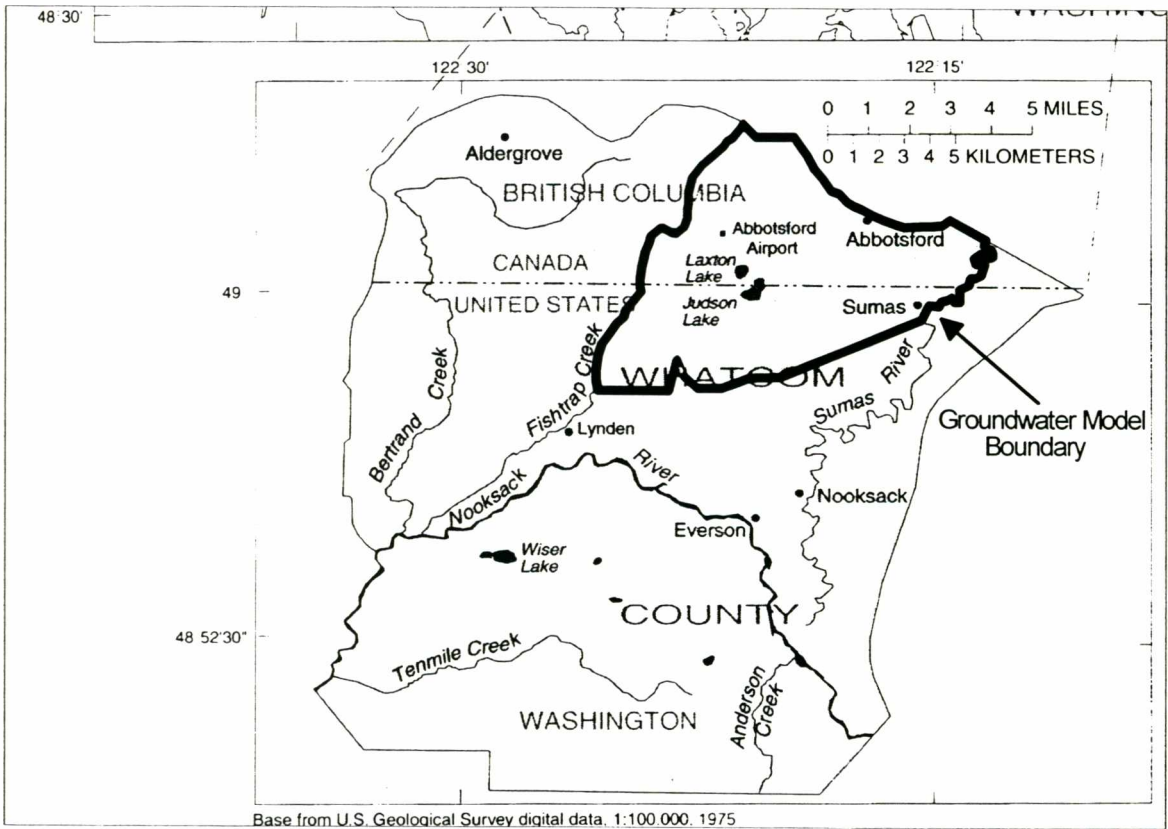 48 30'
122 30'
122 15'
0 1 2 3 4 5 MILES
0 1 2 3 4 5 KILOMETERS
Aldergrove
BRITISH COLUMBIA
Abbotsford
Airport
Abbotsford
Laxton
Lake
CANADA
49
UNITED STATES
Judson
Lake
Sumas
WHATCOM
Sumas River
Groundwater Model
Boundary
Bertrand Creek
Fishtrap Creek
Lynden
Nooksack River
Nooksack
Everson
Wiser
Lake
COUNTY
48 52'30"
Tenmile Creek
WASHINGTON
Anderson
Creek
Base from U.S. Geological Survey digital data, 1:100,000, 1975